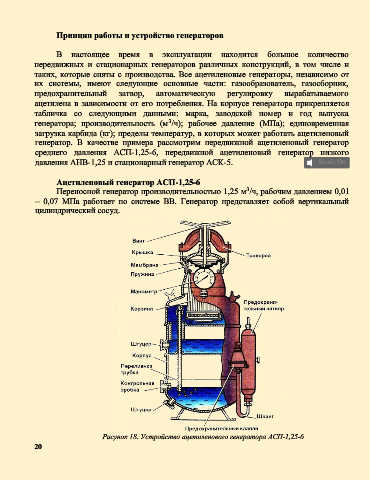 Принцип работы и устройство генераторов
В настоящее время в эксплуатации находится большое количество
передвижных и стационарных генераторов различных конструкций, в том числе и
таких, которые сняты с производства. Все ацетиленовые генераторы, независимо от
их системы, имеют следующие основные части: газообразователь, газосборник,
предохранительный затвор, автоматическую регулировку вырабатываемого
ацетилена в зависимости от его потребления. На корпусе генератора прикрепляется
табличка со следующими данными: марка, заводской номер и год выпуска
генератора; производительность (м³/ч); рабочее давление (МПа); единовременная
загрузка карбида (кг); пределы температур, в которых может работать ацетиленовый
генератор. В качестве примера рассмотрим передвижной ацетиленовый генератор
среднего давления АСП-1,25-6, передвижной ацетиленовый генератор низкого
давления АНВ-1,25 и стационарный генератор АСК-5.
Ацетиленовый генератор АСП-1,25-6
Переносной генератор производительностью 1,25 м³/ч, рабочим давлением 0,01
– 0,07 МПа работает по системе ВВ. Генератор представляет собой вертикальный
цилиндрический сосуд.
Винт
Крышка
Траверса
Мембрана
Пружина
Манометр
Предохрани-
тельный затвор
Корзина
Штуцер
Корпус
Переливная
трубка
Контрольная
пробка
Штуцер
Шланг
Предохранительный клапан
Рисунок 18. Устройство ацетиленового генератора АСП-1,25-6
20